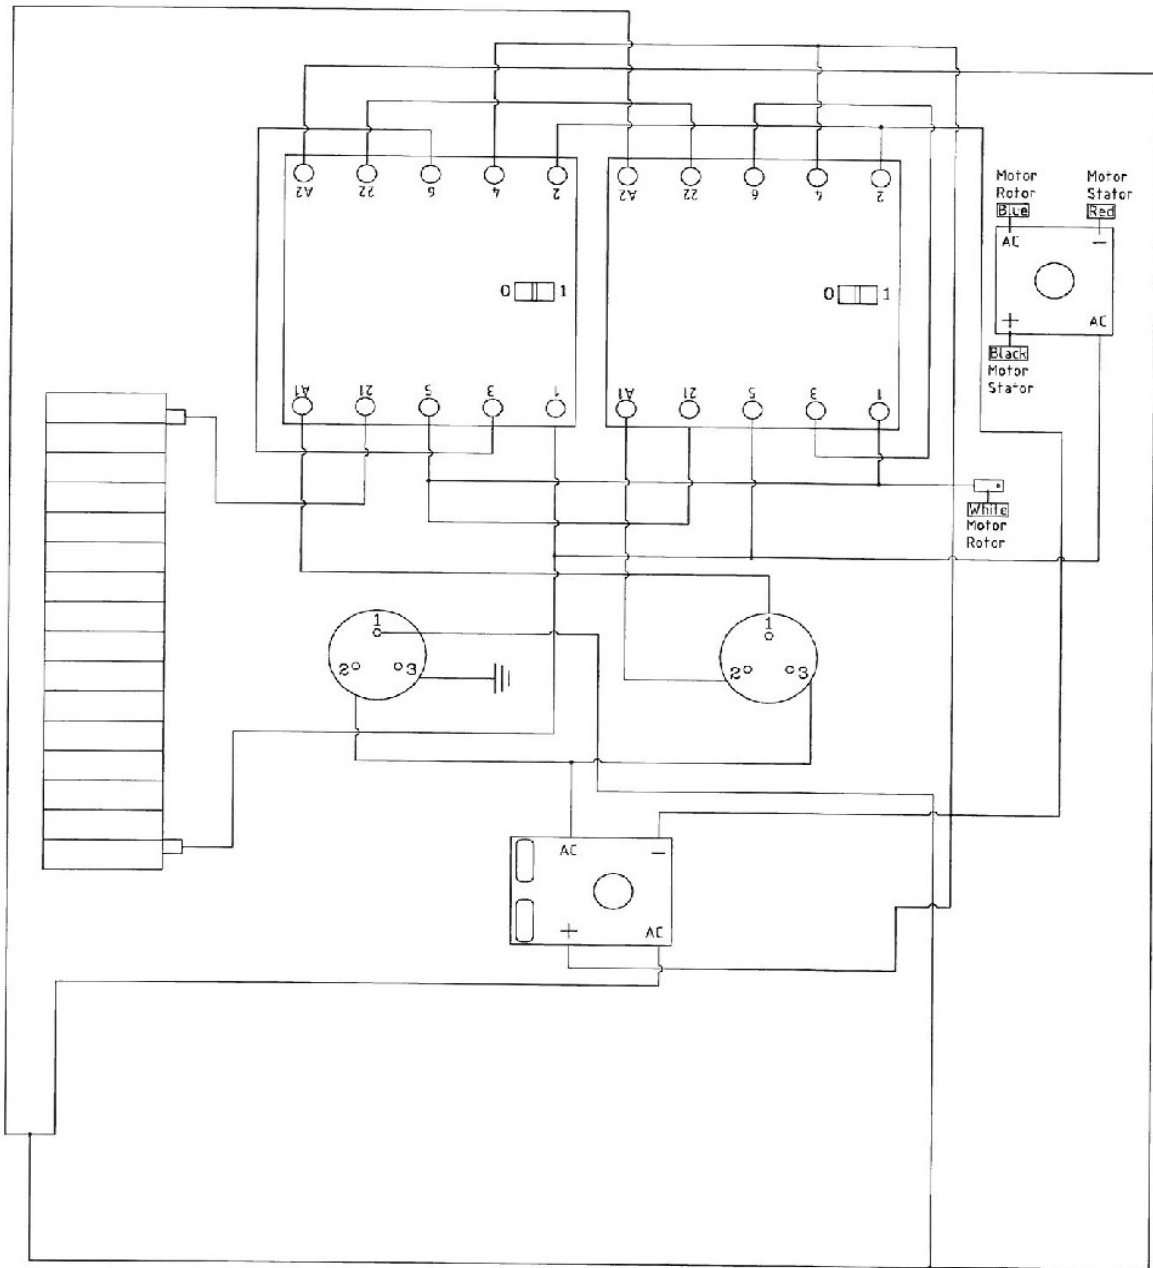 A2 22 6 4 2
A2 22 6 4 2
Motor
Rotor
Blue
Motor
Stator
Red
AC −
+ AC
Black
Motor
Stator
0 1
0 1
A1 21 5 3 1
A1 21 5 3 1
White
Motor
Rotor
1
2 3
1
2 3
AC −
+ AC